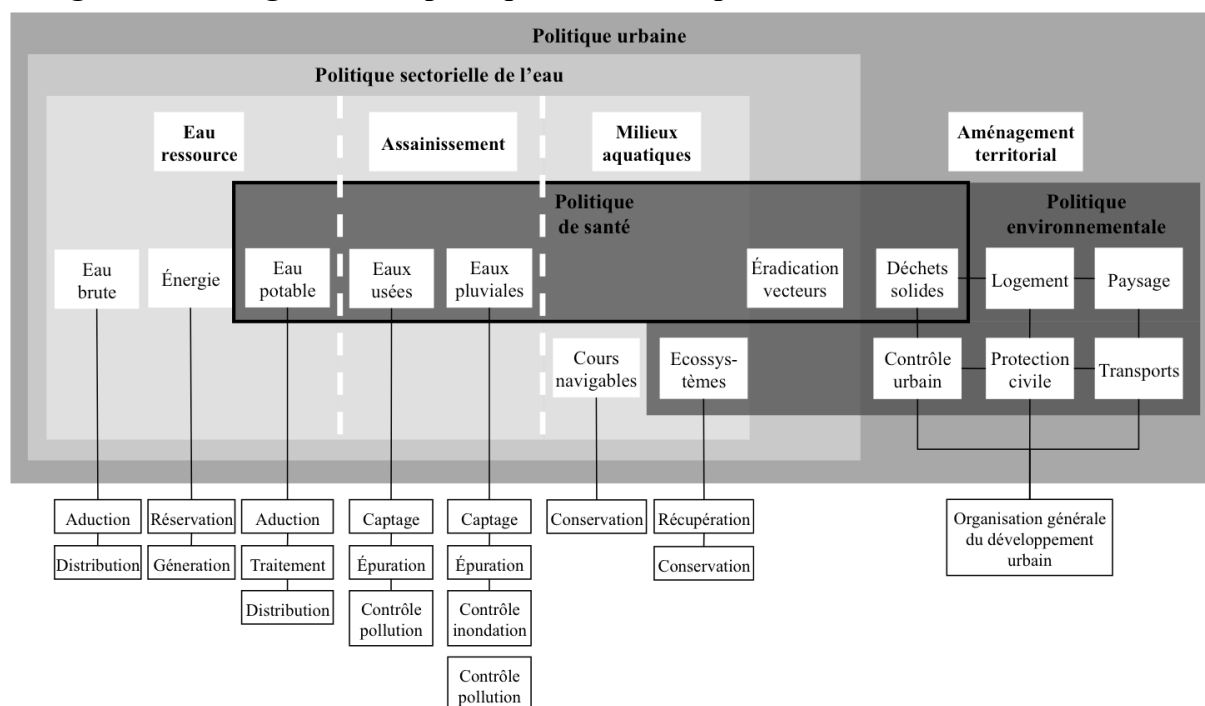 Politique urbaine
Politique sectorielle de l'eau
Eau
ressource
Assainissement
Milieux
aquatiques
Aménagement
territorial
Politique
de santé
Politique
environnementale
Eau
brute
Énergie
Eau
potable
Eaux
usées
Eaux
pluviales
Éradication
vecteurs
Déchets
solides
Logement
Paysage
Cours
navigables
Ecossys-
tèmes
Contrôle
urbain
Protection
civile
Transports
Aduction
Réservation
Aduction
Captage
Captage
Conservation
Récupération
Organisation générale
du développement
urbain
Distribution
Géneration
Traitement
Épuration
Épuration
Conservation
Distribution
Contrôle
pollution
Contrôle
inondation
Contrôle
pollution